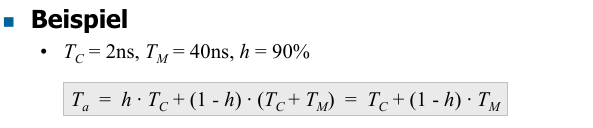 Beispiel
• T_C = 2ns, T_M = 40ns, h = 90%
T_a = h · T_C + (1 - h) · (T_C + T_M) = T_C + (1 - h) · T_M